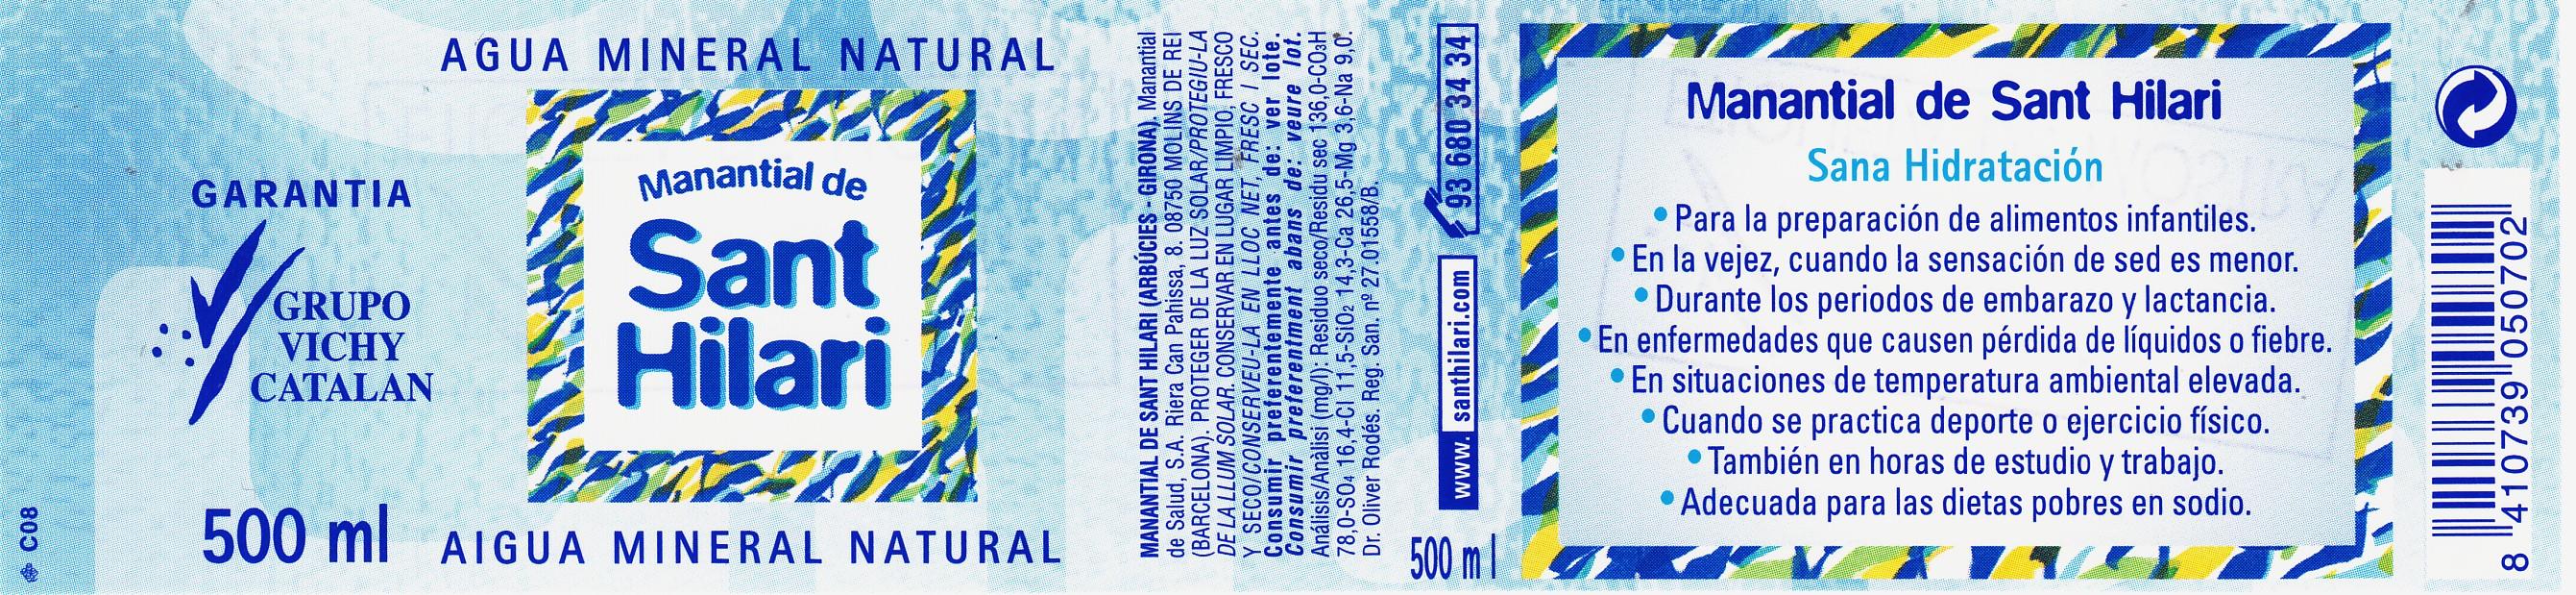 AGUA MINERAL NATURAL
GARANTIA
GRUPO
VICHY
CATALAN
500 ml
C08
Manantial de
Sant
Hilari
AIGUA MINERAL NATURAL
MANANTIAL DE SANT HILARI (ARBÚCIES - GIRONA). Manantial
de Salud, S.A. Riera Can Pahissa, 8. 08750 MOLINS DE REI
(BARCELONA). PROTEGER DE LA LUZ SOLAR/PROTEGIU-LA
DE LA LLUM SOLAR. CONSERVAR EN LUGAR LIMPIO, FRESCO
Y SECO/CONSERVEU-LA EN LLOC NET, FRESC I SEC.
Consumir preferentemente antes de: ver lote.
Consumir preferentment abans de: veure lot.
Análisis/Anàlisi (mg/l): Residuo seco/Residu sec 136,0-CO₃H
78,0-SO₄ 16,4-Cl 11,5-SiO₂ 14,3-Ca 26,5-Mg 3,6-Na 9,0.
Dr. Oliver Rodés. Reg. San. nº 27.01558/B.
93 680 34 34
www. santhilari.com
500 ml
Manantial de Sant Hilari
Sana Hidratación
• Para la preparación de alimentos infantiles.
• En la vejez, cuando la sensación de sed es menor.
• Durante los periodos de embarazo y lactancia.
• En enfermedades que causen pérdida de líquidos o fiebre.
• En situaciones de temperatura ambiental elevada.
• Cuando se practica deporte o ejercicio físico.
• También en horas de estudio y trabajo.
• Adecuada para las dietas pobres en sodio.
8 410739 050702